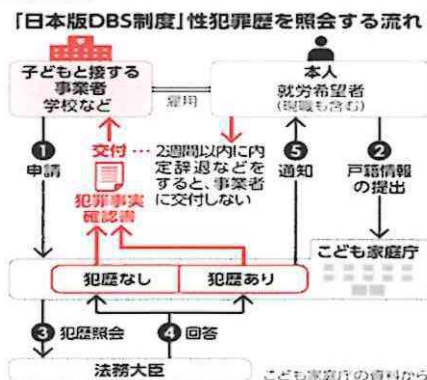 「日本版DBS制度」性犯罪歴を照会する流れ
子どもと接する
事業者
学校など
雇用
本人
就労希望者
(現職も含む)
❶
申請
交付…
2週間以内に内
定辞退などを
すると、事業者
に交付しない
犯罪事実
確認書
❺
通知
❷
戸籍情報
の提出
こども家庭庁
犯歴なし
犯歴あり
❸ 犯歴照会
❹ 回答
法務大臣
こども家庭庁の資料から